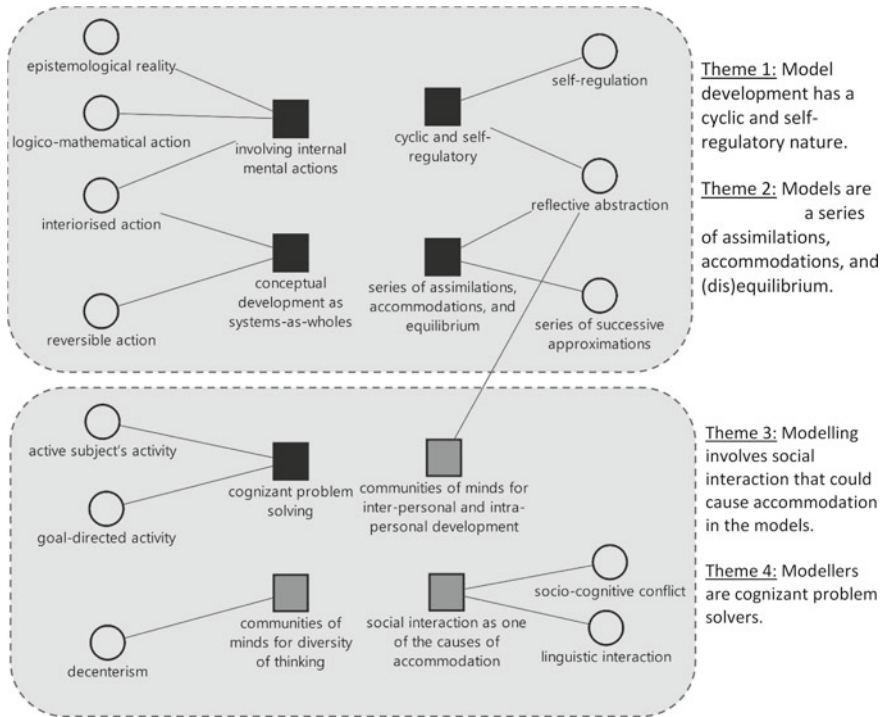 epistemological reality
logico-mathematical action
interiorised action
reversible action
involving internal
mental actions
conceptual
development as
systems-as-wholes
cyclic and self-
regulatory
series of assimilations,
accommodations, and
equilibrium
self-regulation
reflective abstraction
series of successive
approximations
Theme 1: Model
development has a
cyclic and self-
regulatory nature.
Theme 2: Models are
a series
of assimilations,
accommodations, and
(dis)equilibrium.
active subject's activity
goal-directed activity
decenterism
cognizant problem
solving
communities of
minds for diversity
of thinking
communities of minds for
inter-personal and intra-
personal development
social interaction as one
of the causes of
accommodation
socio-cognitive conflict
linguistic interaction
Theme 3: Modelling
involves social
interaction that could
cause accommodation
in the models.
Theme 4: Modellers
are cognizant problem
solvers.